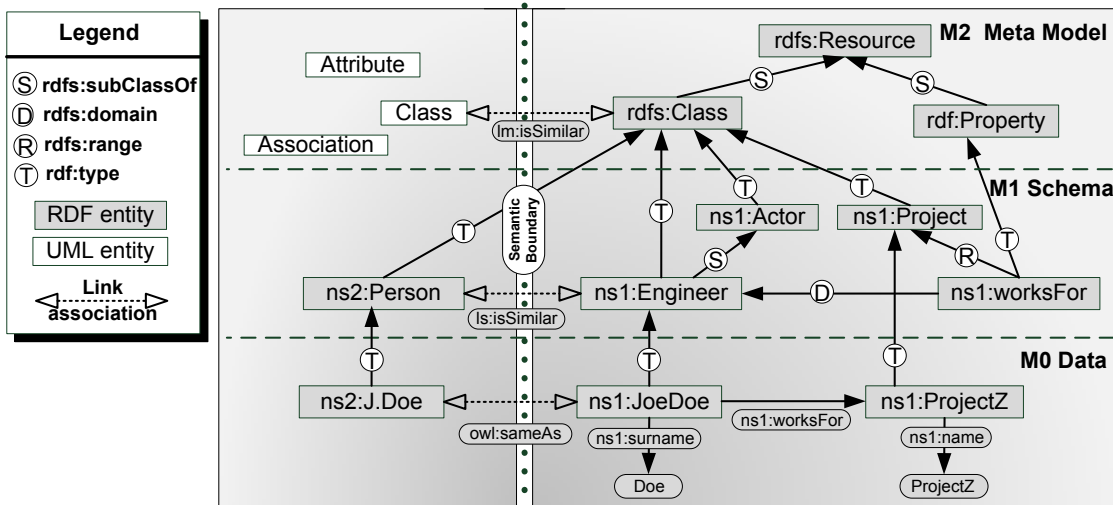 Legend
S rdfs:subClassOf
D rdfs:domain
R rdfs:range
T rdf:type
RDF entity
UML entity
Link
association
M2 Meta Model
rdfs:Resource
Attribute
S
S
Class
lm:isSimilar
rdfs:Class
rdf:Property
Association
M1 Schema
Semantic
Boundary
T
T
T
T
T
ns1:Actor
ns1:Project
S
R
ns2:Person
ls:isSimilar
ns1:Engineer
D
ns1:worksFor
M0 Data
T
T
T
ns2:J.Doe
owl:sameAs
ns1:JoeDoe
ns1:worksFor
ns1:ProjectZ
ns1:surname
ns1:name
Doe
ProjectZ